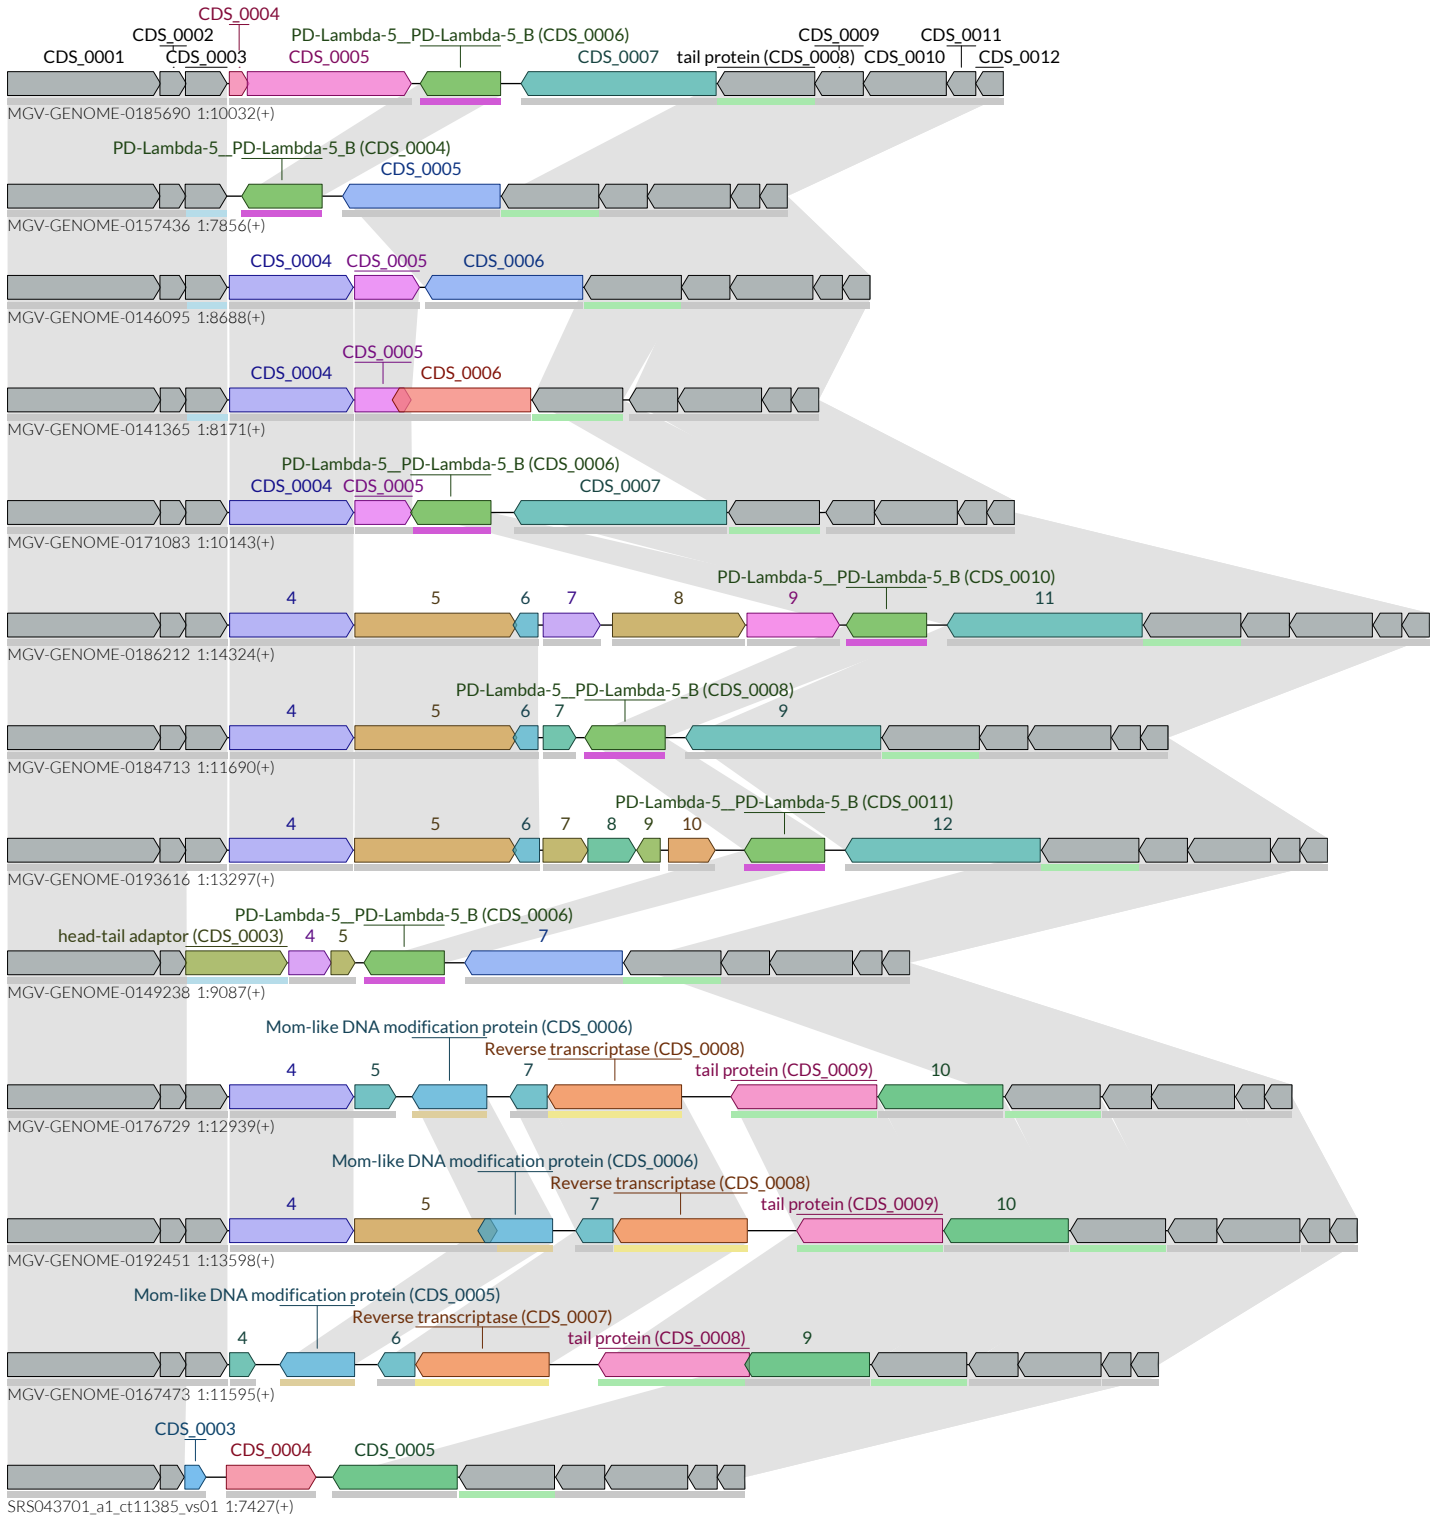 CDS_0004
CDS_0002 PD-Lambda-5__PD-Lambda-5_B (CDS_0006) CDS_0009 CDS_0011
CDS_0001 CDS_0003 CDS_0005 CDS_0007 tail protein (CDS_0008) CDS_0010 CDS_0012
MGV-GENOME-0185690 1:10032(+)
PD-Lambda-5__PD-Lambda-5_B (CDS_0004)
CDS_0005
MGV-GENOME-0157436 1:7856(+)
CDS_0004 CDS_0005 CDS_0006
MGV-GENOME-0146095 1:8688(+)
CDS_0005
CDS_0004 CDS_0006
MGV-GENOME-0141365 1:8171(+)
PD-Lambda-5__PD-Lambda-5_B (CDS_0006)
CDS_0004 CDS_0005 CDS_0007
MGV-GENOME-0171083 1:10143(+)
PD-Lambda-5__PD-Lambda-5_B (CDS_0010)
4 5 6 7 8 9 11
MGV-GENOME-0186212 1:14324(+)
PD-Lambda-5__PD-Lambda-5_B (CDS_0008)
4 5 6 7 9
MGV-GENOME-0184713 1:11690(+)
PD-Lambda-5__PD-Lambda-5_B (CDS_0011)
4 5 6 7 8 9 10 12
MGV-GENOME-0193616 1:13297(+)
PD-Lambda-5__PD-Lambda-5_B (CDS_0006)
head-tail adaptor (CDS_0003) 4 5 7
MGV-GENOME-0149238 1:9087(+)
Mom-like DNA modification protein (CDS_0006)
Reverse transcriptase (CDS_0008)
4 5 7 tail protein (CDS_0009) 10
MGV-GENOME-0176729 1:12939(+)
Mom-like DNA modification protein (CDS_0006)
Reverse transcriptase (CDS_0008)
4 5 7 tail protein (CDS_0009) 10
MGV-GENOME-0192451 1:13598(+)
Mom-like DNA modification protein (CDS_0005)
Reverse transcriptase (CDS_0007)
4 6 tail protein (CDS_0008) 9
MGV-GENOME-0167473 1:11595(+)
CDS_0003
CDS_0004 CDS_0005
SRS043701_a1_ct11385_vs01 1:7427(+)